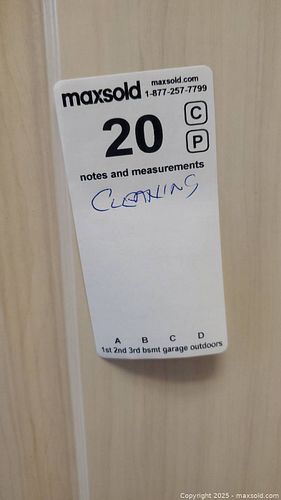 maxsold maxsold.com
1-877-257-7799
20 C
P
notes and measurements
CLEANING
A B C D
1st 2nd 3rd bsmt garage outdoors
Copyright 2025 - maxsold.com